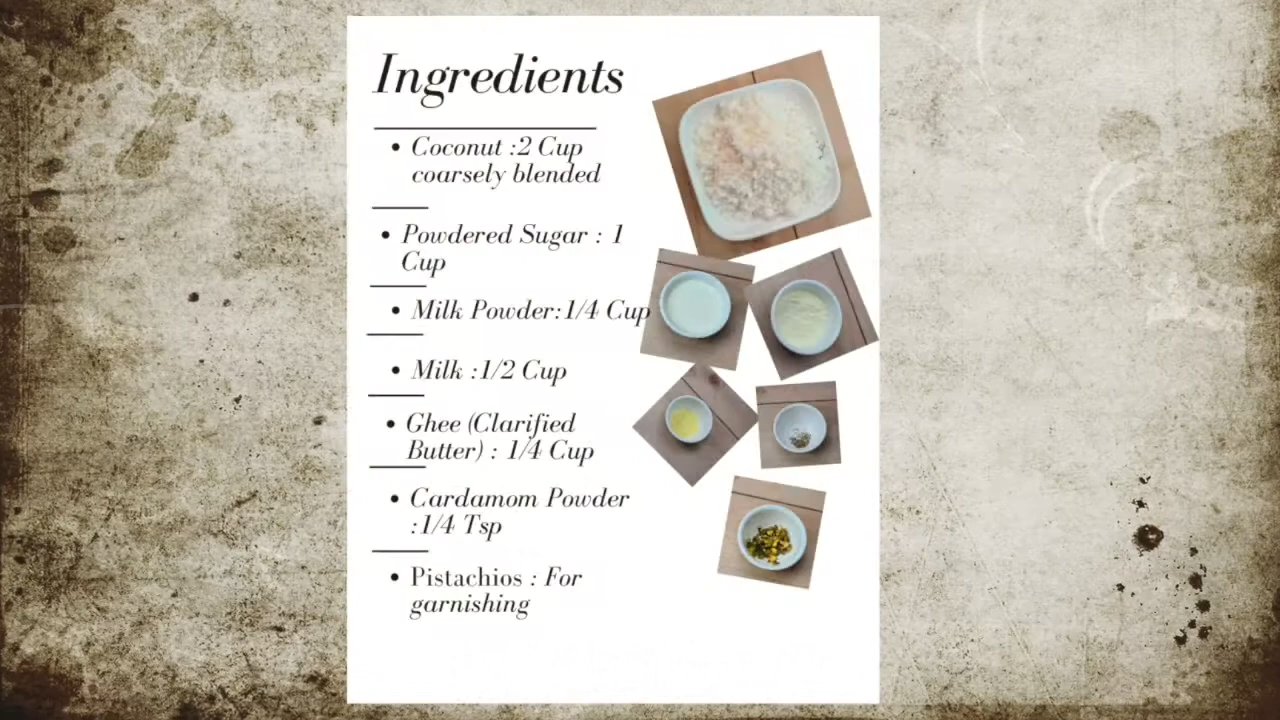 Ingredients
• Coconut :2 Cup
coarsely blended
• Powdered Sugar : 1
Cup
• Milk Powder:1/4 Cup
• Milk :1/2 Cup
• Ghee (Clarified
Butter) : 1/4 Cup
• Cardamom Powder
:1/4 Tsp
• Pistachios : For
garnishing